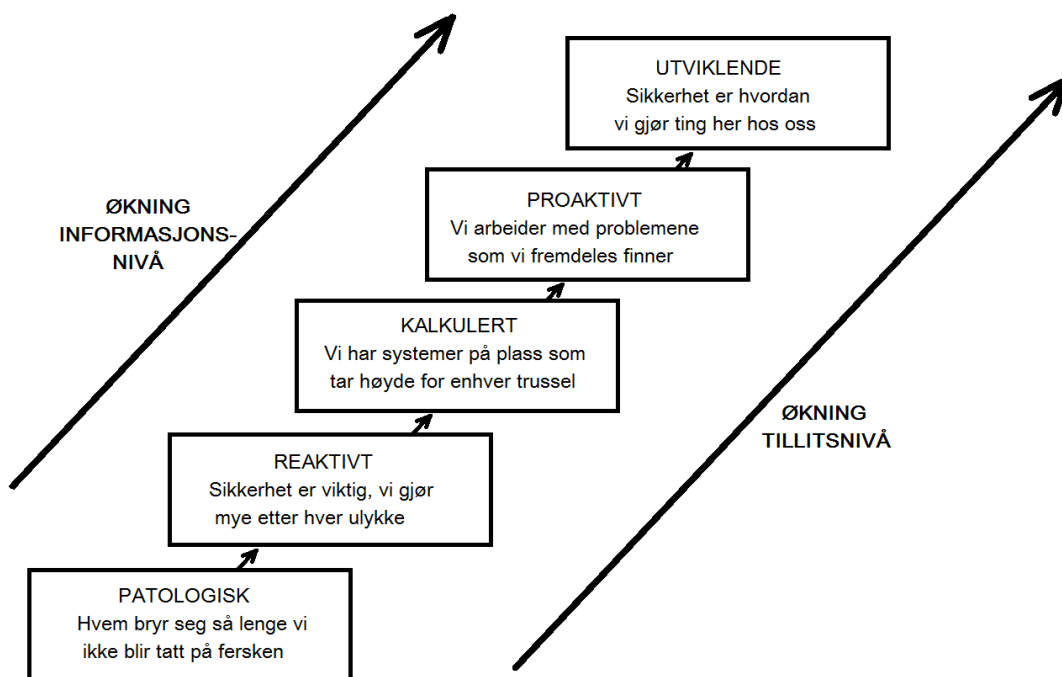 UTVIKLENDE
Sikkerhet er hvordan
vi gjør ting her hos oss
PROAKTIVT
Vi arbeider med problemene
som vi fremdeles finner
ØKNING
INFORMASJONS-
NIVÅ
KALKULERT
Vi har systemer på plass som
tar høyde for enhver trussel
ØKNING
TILLITSNIVÅ
REAKTIVT
Sikkerhet er viktig, vi gjør
mye etter hver ulykke
PATOLOGISK
Hvem bryr seg så lenge vi
ikke blir tatt på fersken